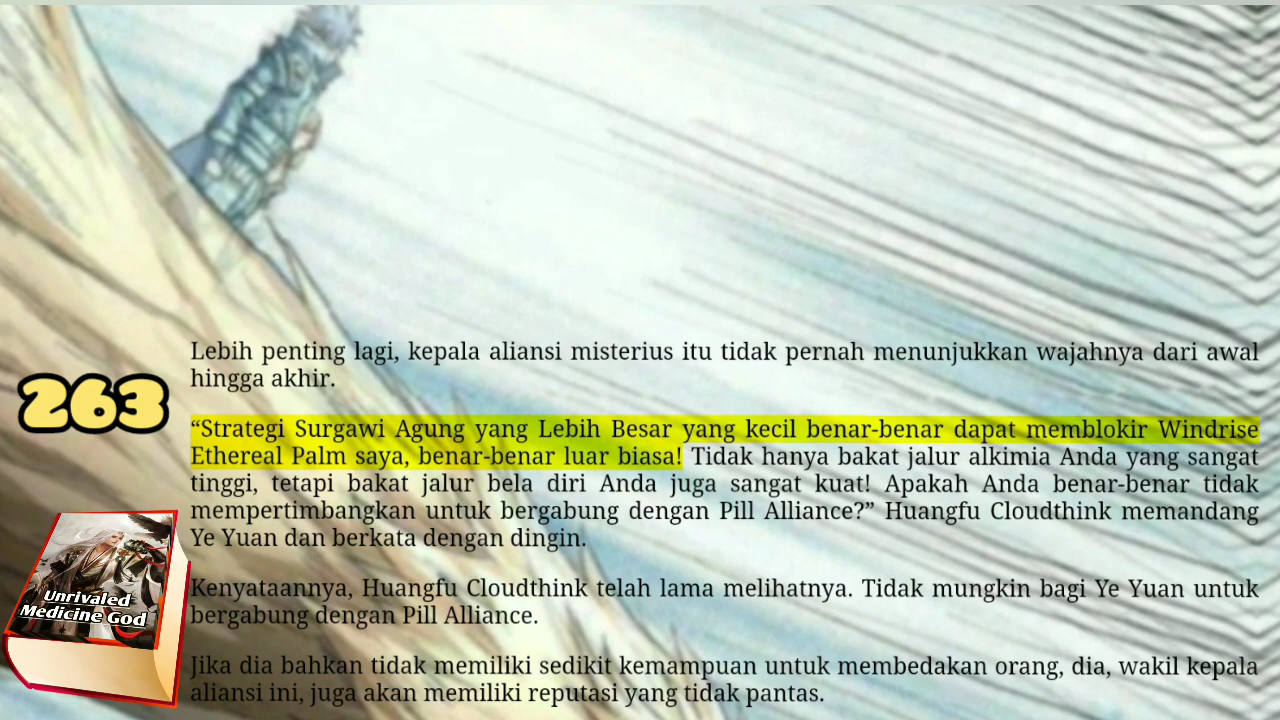 Lebih penting lagi, kepala aliansi misterius itu tidak pernah menunjukkan wajahnya dari awal
hingga akhir.
263
“Strategi Surgawi Agung yang Lebih Besar yang kecil benar-benar dapat memblokir Windrise
Ethereal Palm saya, benar-benar luar biasa! Tidak hanya bakat jalur alkimia Anda yang sangat
tinggi, tetapi bakat jalur bela diri Anda juga sangat kuat! Apakah Anda benar-benar tidak
mempertimbangkan untuk bergabung dengan Pill Alliance?” Huangfu Cloudthink memandang
Ye Yuan dan berkata dengan dingin.
Kenyataannya, Huangfu Cloudthink telah lama melihatnya. Tidak mungkin bagi Ye Yuan untuk
bergabung dengan Pill Alliance.
Jika dia bahkan tidak memiliki sedikit kemampuan untuk membedakan orang, dia, wakil kepala
aliansi ini, juga akan memiliki reputasi yang tidak pantas.
Unrivaled
Medicine God